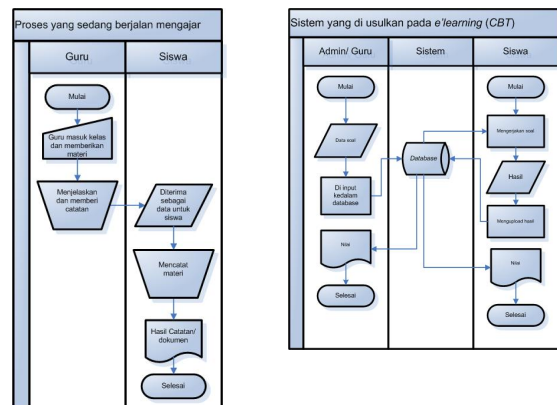 Proses yang sedang berjalan mengajar
Guru
Siswa
Mulai
Guru masuk kelas
dan memberikan
materi
Menjelaskan
dan memberi
catatan
Diterima
sebagai
data untuk
siswa
Mencatat
materi
Hasil Catatan/
dokumen
Selesai
Sistem yang di usulkan pada e'learning (CBT)
Admin/ Guru
Sistem
Siswa
Mulai
Data soal
Di input
kedalam
database
Nilai
Selesai
Database
Mulai
Mengerjakan soal
Hasil
Mengupload hasil
Nilai
Selesai